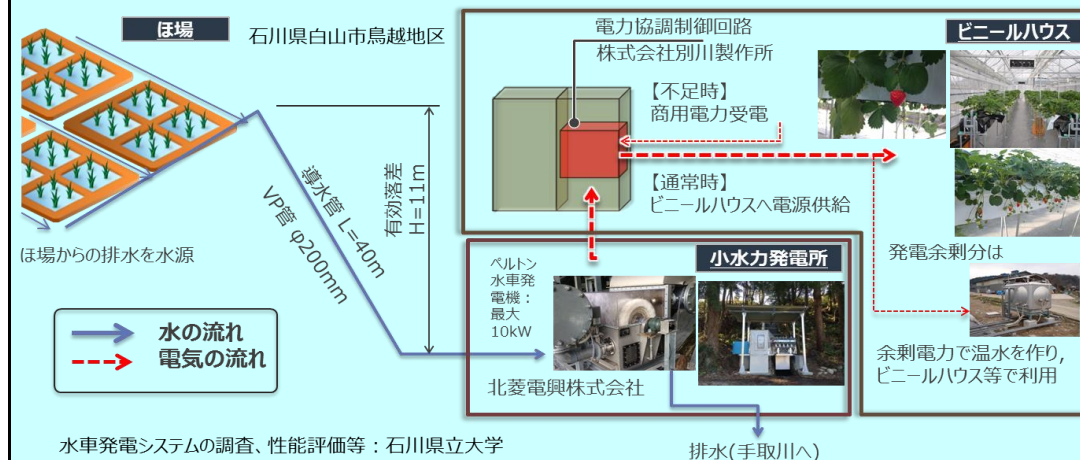 ほ場
石川県白山市鳥越地区
電力協調制御回路
株式会社別川製作所
ビニールハウス
【不足時】
商用電力受電
【通常時】
ビニールハウスへ電源供給
有効落差
H=11m
導水管 L=40m
VP管 φ200mm
ほ場からの排水を水源
発電余剰分は
小水力発電所
ペルトン
水車発
電機：
最大
10kW
北菱電興株式会社
余剰電力で温水を作り,
ビニールハウス等で利用
水の流れ
電気の流れ
水車発電システムの調査、性能評価等：石川県立大学
排水(手取川へ)